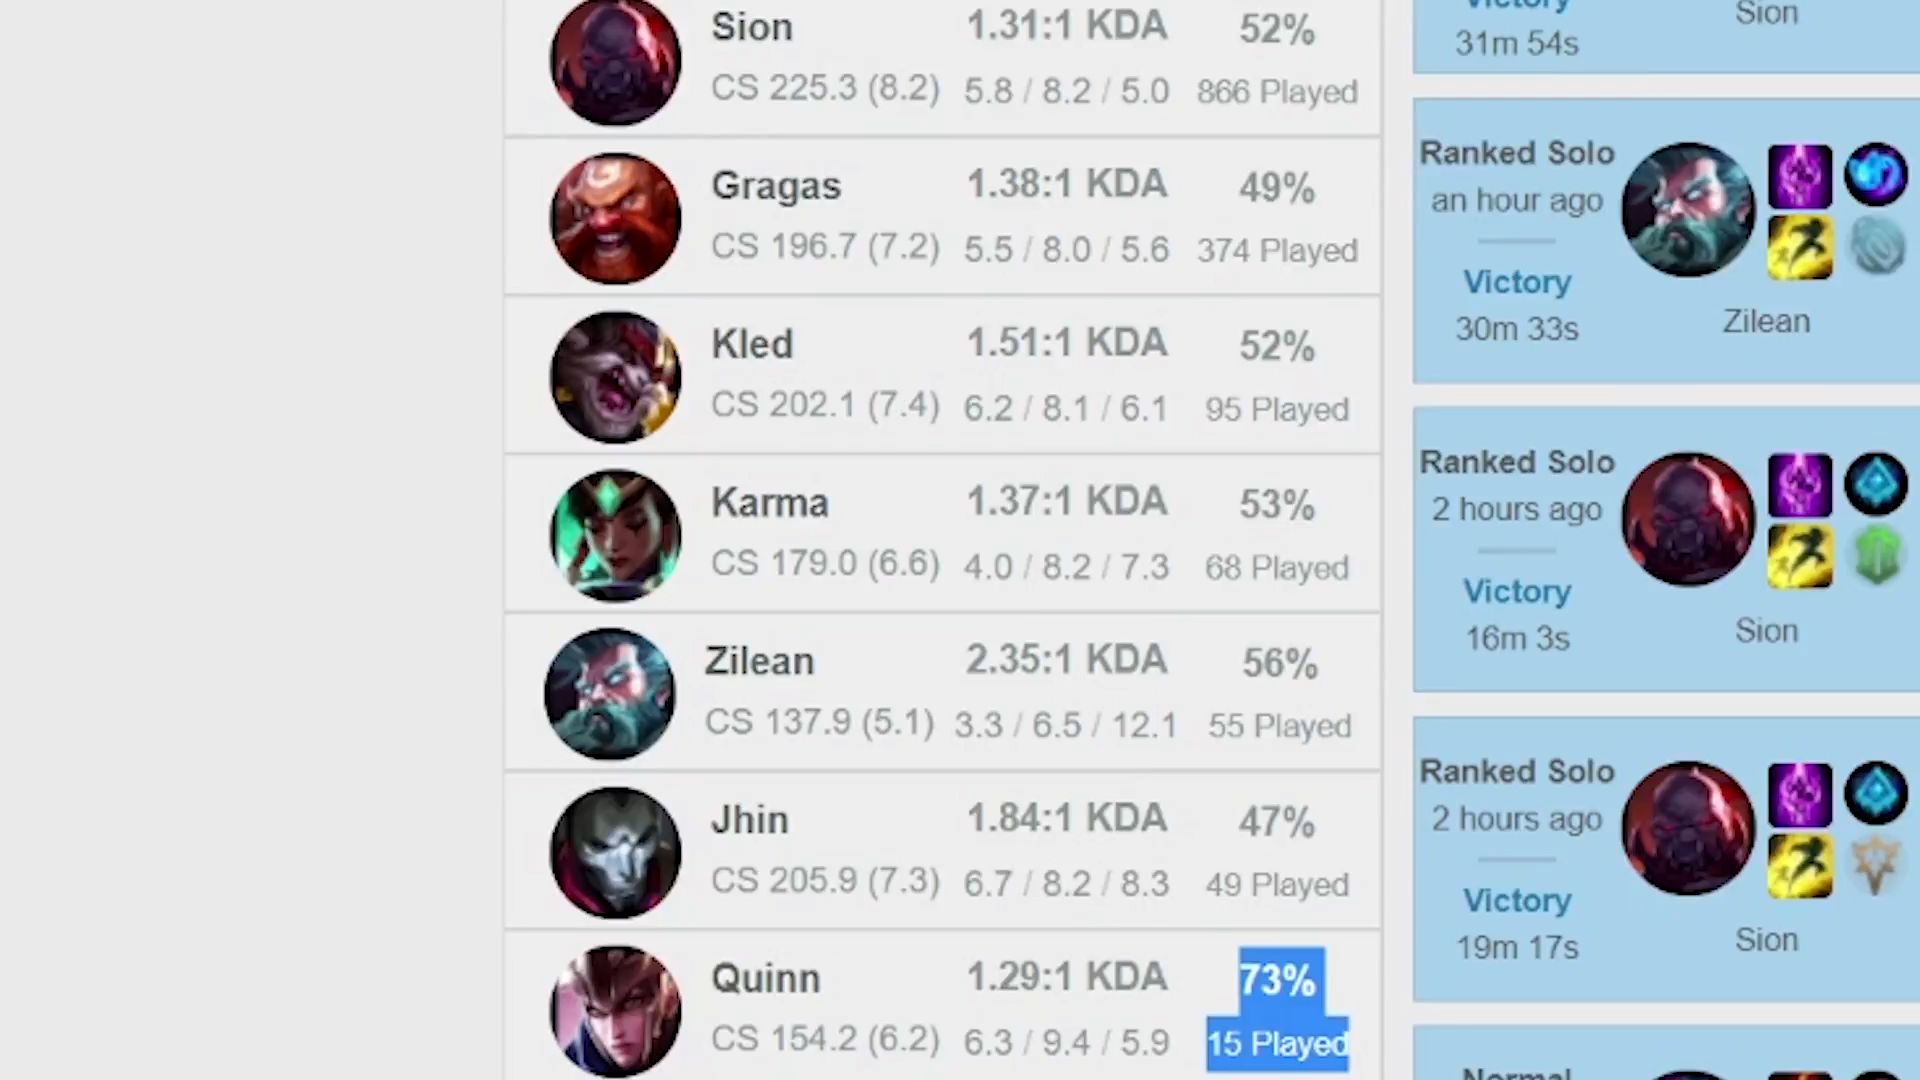 Sion
1.31:1 KDA
52%
CS 225.3 (8.2)
5.8 / 8.2 / 5.0
866 Played
Gragas
1.38:1 KDA
49%
CS 196.7 (7.2)
5.5 / 8.0 / 5.6
374 Played
Kled
1.51:1 KDA
52%
CS 202.1 (7.4)
6.2 / 8.1 / 6.1
95 Played
Karma
1.37:1 KDA
53%
CS 179.0 (6.6)
4.0 / 8.2 / 7.3
68 Played
Zilean
2.35:1 KDA
56%
CS 137.9 (5.1)
3.3 / 6.5 / 12.1
55 Played
Jhin
1.84:1 KDA
47%
CS 205.9 (7.3)
6.7 / 8.2 / 8.3
49 Played
Quinn
1.29:1 KDA
73%
CS 154.2 (6.2)
6.3 / 9.4 / 5.9
15 Played
Victory
Sion
31m 54s
Ranked Solo
an hour ago
Victory
30m 33s
Zilean
Ranked Solo
2 hours ago
Victory
16m 3s
Sion
Ranked Solo
2 hours ago
Victory
19m 17s
Sion
Normal